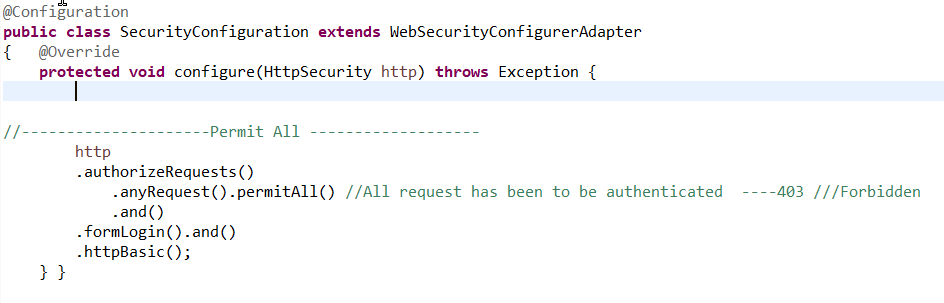 @Configuration
public class SecurityConfiguration extends WebSecurityConfigurerAdapter
{   @Override
    protected void configure(HttpSecurity http) throws Exception {
//---------------------Permit All -------------------
        http
        .authorizeRequests()
            .anyRequest().permitAll() //All request has been to be authenticated  ----403 ///Forbidden
            .and()
        .formLogin().and()
        .httpBasic();
    } }